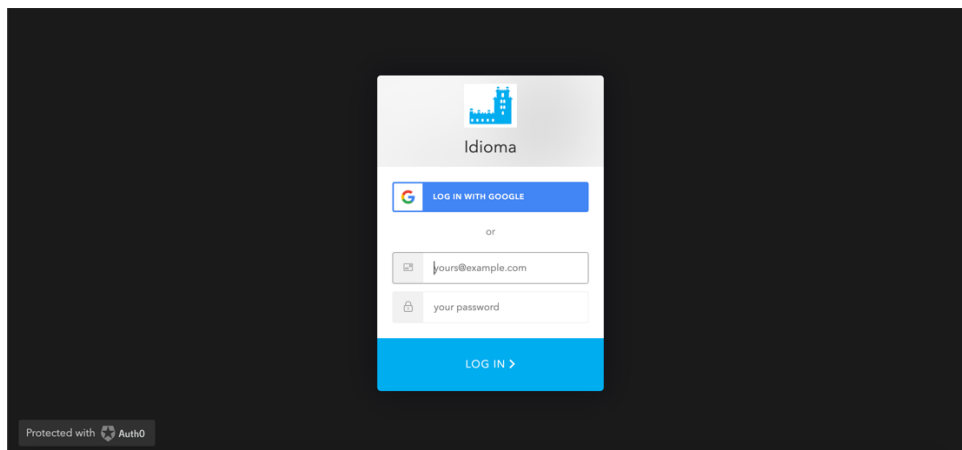 Idioma
LOG IN WITH GOOGLE
or
yours@example.com
your password
LOG IN
Protected with Auth0